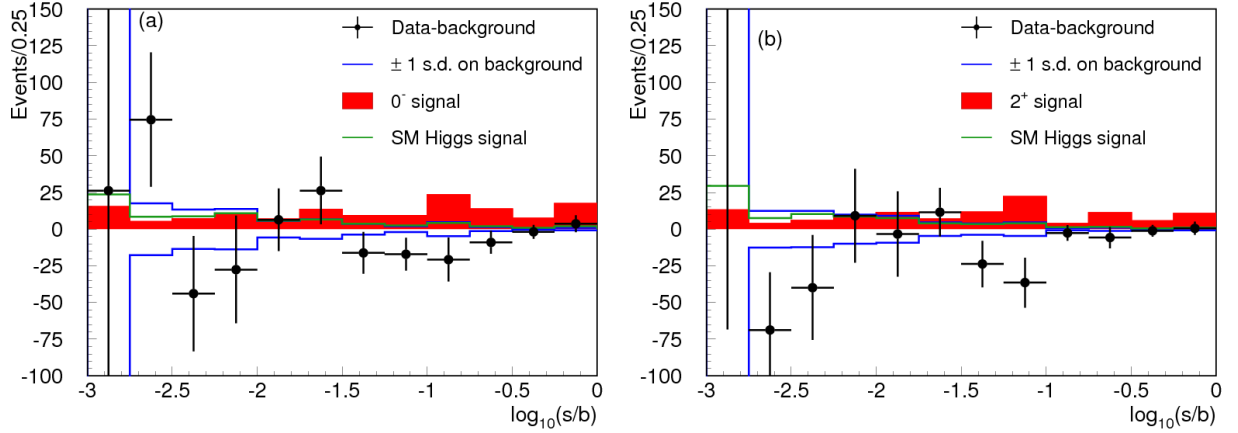 Events/0.25
150
125
100
75
50
25
0
-25
-50
-75
-100
(a)
Data-background
± 1 s.d. on background
0⁻ signal
SM Higgs signal
-3 -2.5 -2 -1.5 -1 -0.5 0
log₁₀(s/b)
Events/0.25
150
125
100
75
50
25
0
-25
-50
-75
-100
(b)
Data-background
± 1 s.d. on background
2⁺ signal
SM Higgs signal
-3 -2.5 -2 -1.5 -1 -0.5 0
log₁₀(s/b)